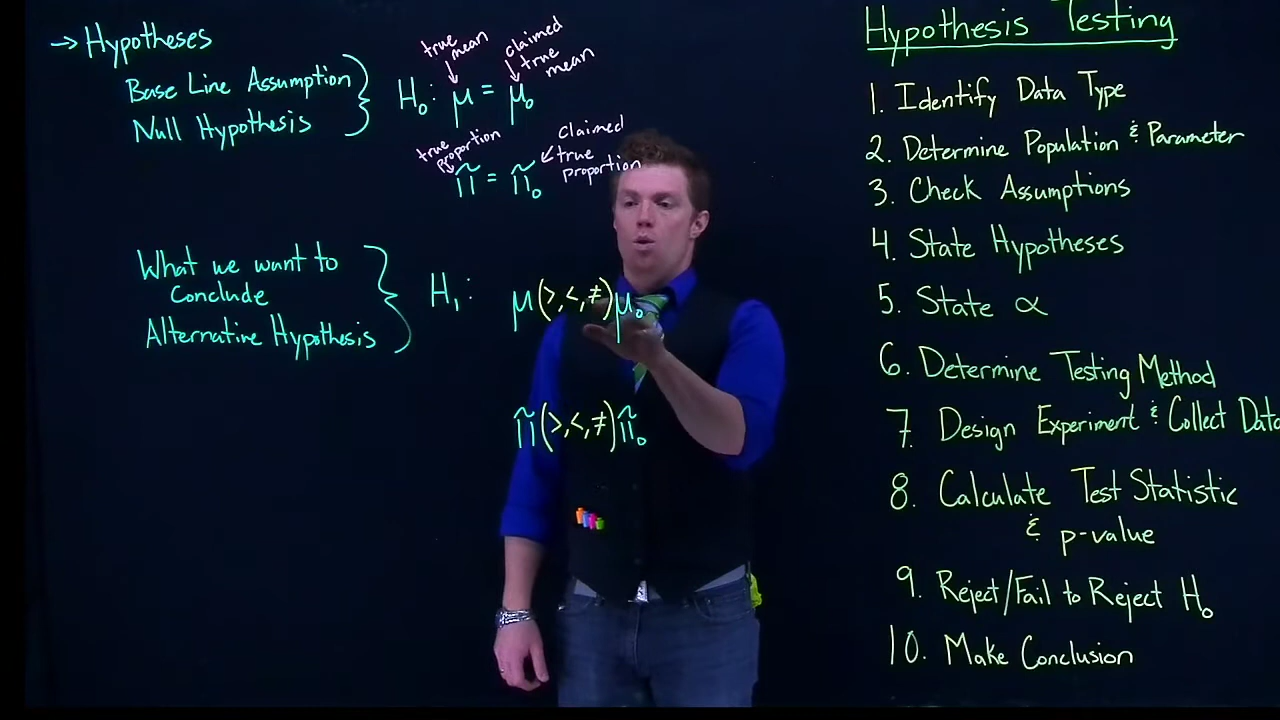 → Hypotheses
Base Line Assumption
Null Hypothesis
true mean
claimed true mean
H₀: μ = μ₀
true proportion
claimed true proportion
π̃ = π̃₀
What we want to
Conclude
Alternative Hypothesis
H₁: μ(>,<,≠)μ₀
π̃(>,<,≠)π̃₀
Hypothesis Testing
1. Identify Data Type
2. Determine Population & Parameter
3. Check Assumptions
4. State Hypotheses
5. State α
6. Determine Testing Method
7. Design Experiment & Collect Data
8. Calculate Test Statistic
& p-value
9. Reject/Fail to Reject H₀
10. Make Conclusion